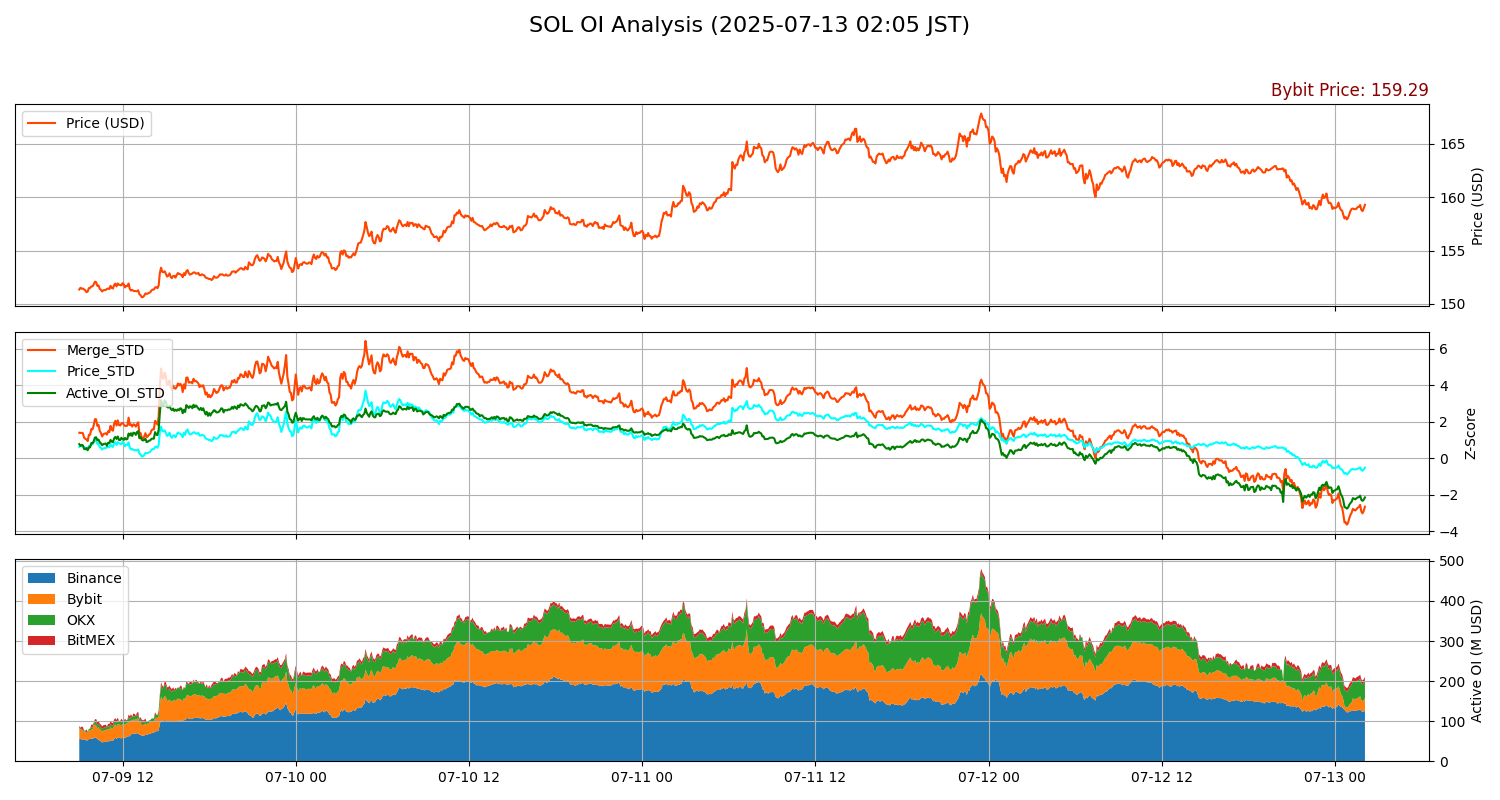 SOL OI Analysis (2025-07-13 02:05 JST)
Bybit Price: 159.29
Price (USD)
165
160
155
150
Price (USD)
Merge_STD
Price_STD
Active_OI_STD
6
4
2
0
−2
−4
Z-Score
Binance
Bybit
OKX
BitMEX
500
400
300
200
100
0
Active OI (M USD)
07-09 12
07-10 00
07-10 12
07-11 00
07-11 12
07-12 00
07-12 12
07-13 00